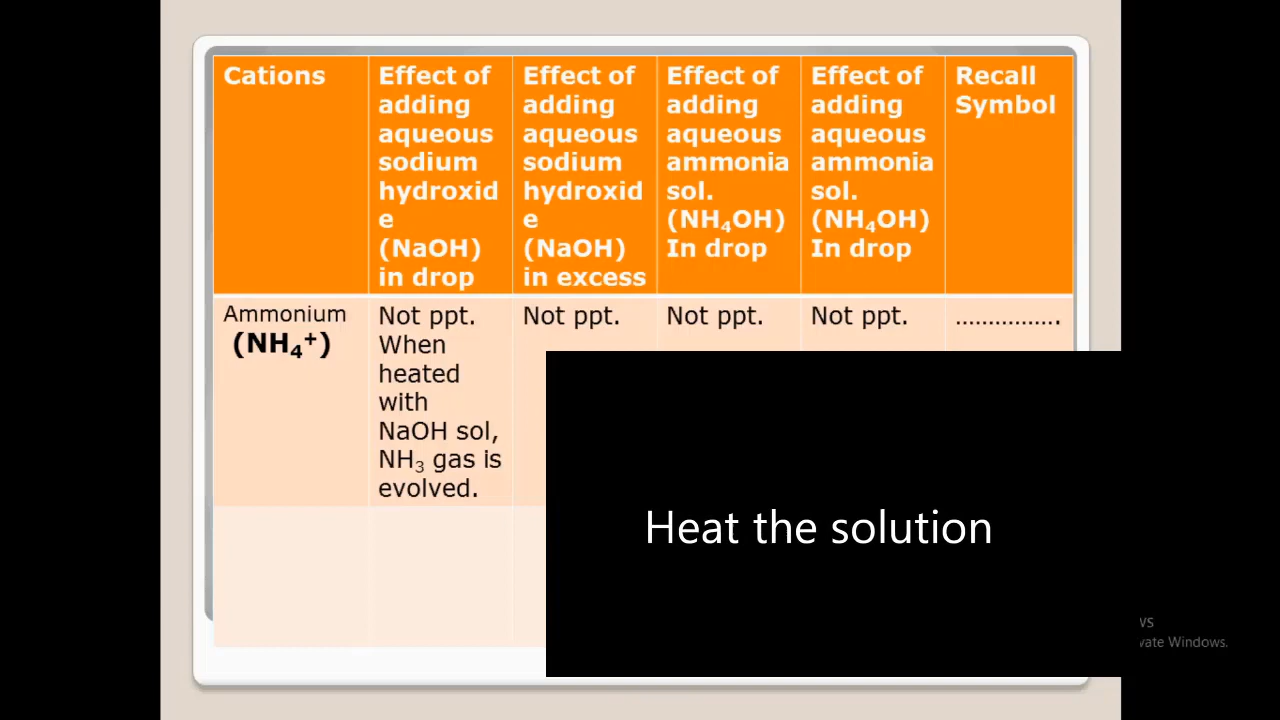 Cations
Effect of
adding
aqueous
sodium
hydroxid
e
(NaOH)
in drop
Effect of
adding
aqueous
sodium
hydroxid
e
(NaOH)
in excess
Effect of
adding
aqueous
ammonia
sol.
(NH₄OH)
In drop
Effect of
adding
aqueous
ammonia
sol.
(NH₄OH)
In drop
Recall
Symbol
Ammonium
(NH₄⁺)
Not ppt.
When
heated
with
NaOH sol,
NH₃ gas is
evolved.
Not ppt.
Not ppt.
Not ppt.
................
Heat the solution
Windows.